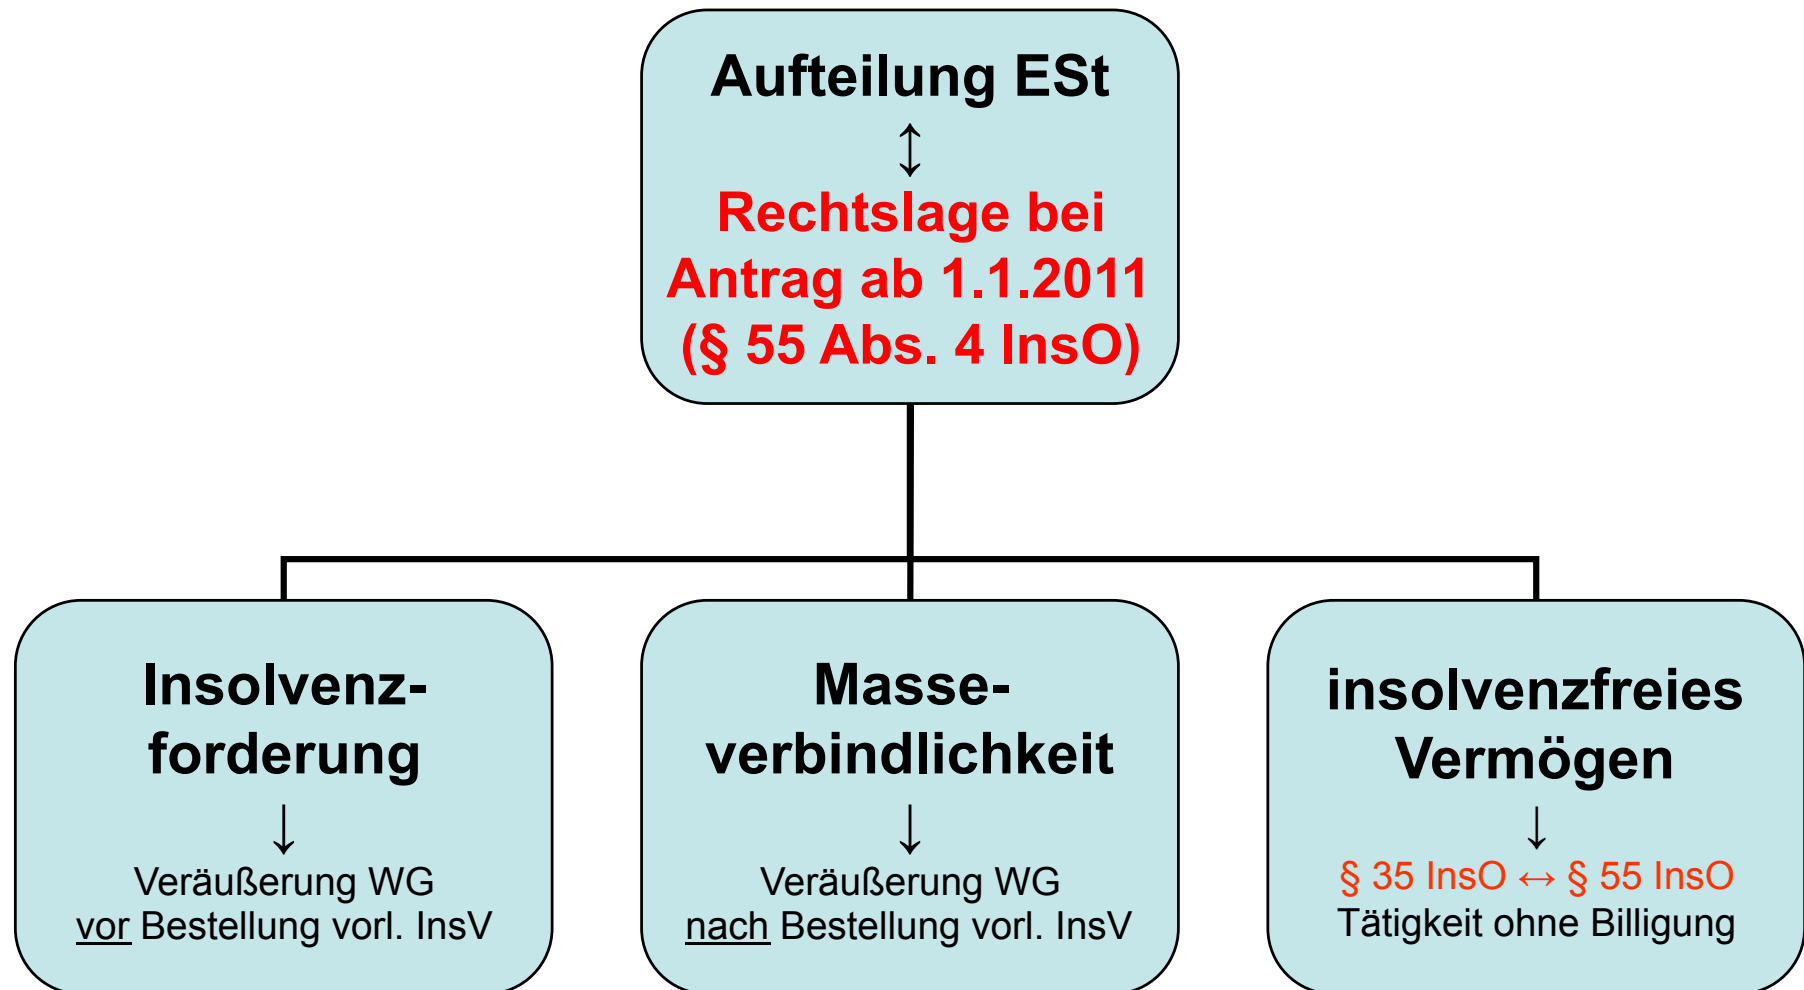 Aufteilung ESt
↕
Rechtslage bei
Antrag ab 1.1.2011
(§ 55 Abs. 4 InsO)
Insolvenz-
forderung
↓
Veräußerung WG
vor Bestellung vorl. InsV
Masse-
verbindlichkeit
↓
Veräußerung WG
nach Bestellung vorl. InsV
insolvenzfreies
Vermögen
↓
§ 35 InsO ↔ § 55 InsO
Tätigkeit ohne Billigung